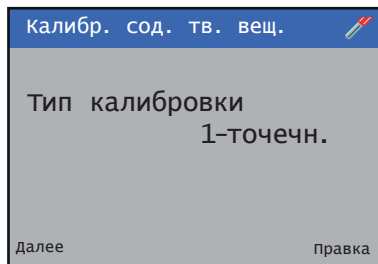 Калибр. сод. тв. вещ.
Тип калибровки
1-точечн.
Далее
Правка